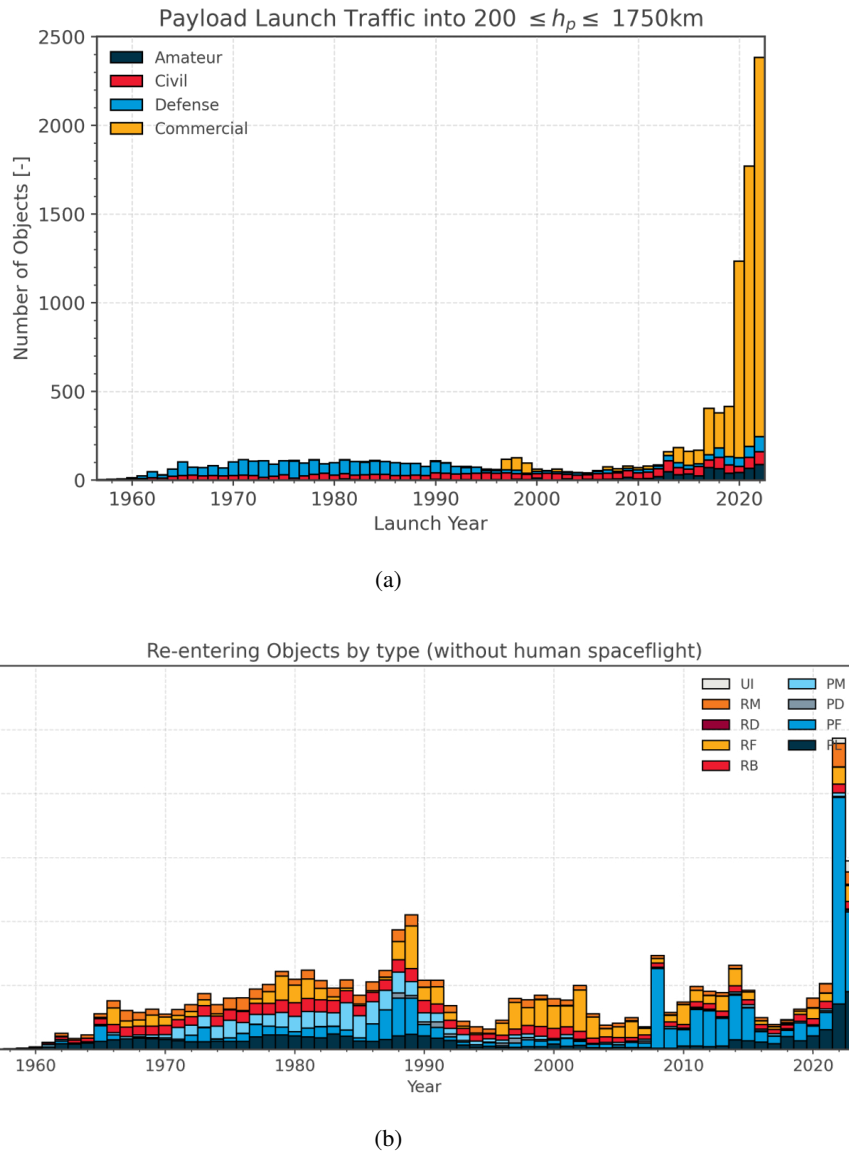 Payload Launch Traffic into 200 ≤ hₚ ≤ 1750km
Number of Objects [-]
2500
2000
1500
1000
500
0
Amateur
Civil
Defense
Commercial
1960 1970 1980 1990 2000 2010 2020
Launch Year
(a)
Re-entering Objects by type (without human spaceflight)
UI PM
RM PD
RD PF
RF PL
RB
1960 1970 1980 1990 2000 2010 2020
Year
(b)